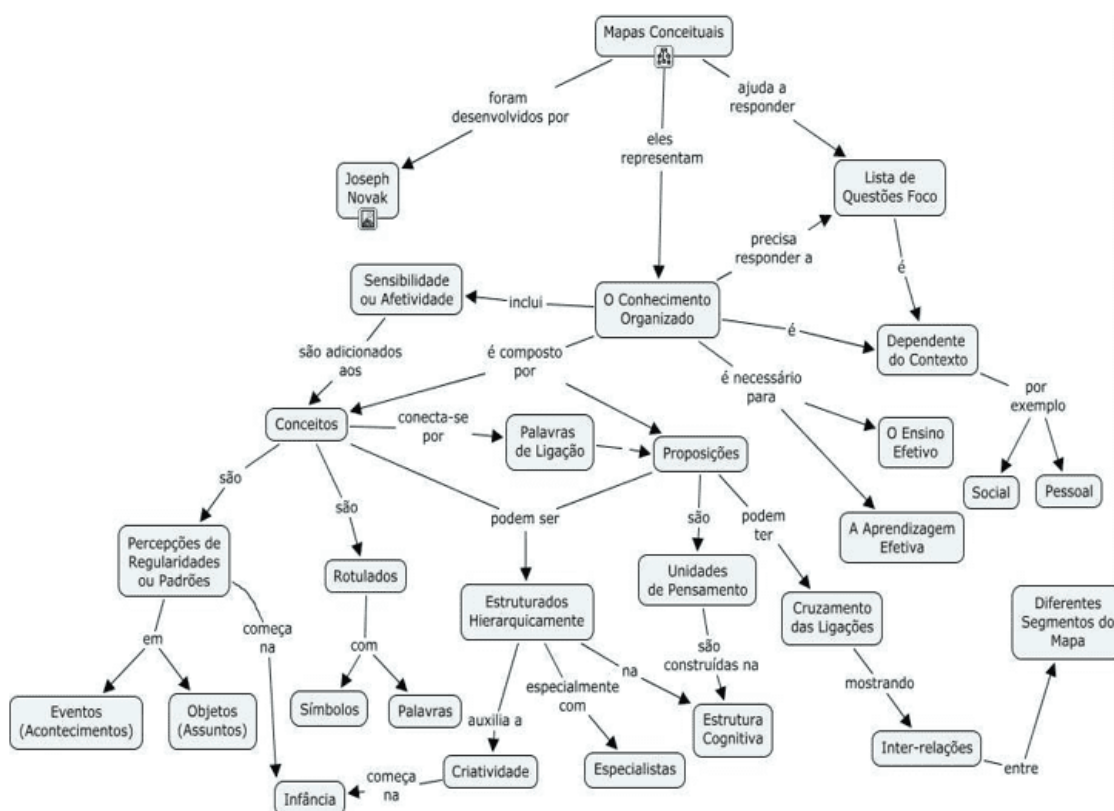 Mapas Conceituais
foram
desenvolvidos por
eles
representam
ajuda a
responder
Joseph
Novak
Lista de
Questões Foco
precisa
responder a
é
Sensibilidade
ou Afetividade
inclui
O Conhecimento
Organizado
é
Dependente
do Contexto
são adicionados
aos
é composto
por
é necessário
para
por
exemplo
Conceitos
conecta-se
por
Palavras
de Ligação
Proposições
O Ensino
Efetivo
Social
Pessoal
são
são
podem ser
são
podem
ter
A Aprendizagem
Efetiva
Percepções de
Regularidades
ou Padrões
Rotulados
Estruturados
Hierarquicamente
Unidades
de Pensamento
Cruzamento
das Ligações
Diferentes
Segmentos do
Mapa
em
começa
na
com
especialmente
com
na
são
construídas na
mostrando
Eventos
(Acontecimentos)
Objetos
(Assuntos)
Símbolos
Palavras
auxilia a
Estrutura
Cognitiva
Inter-relações
entre
Infância
começa
na
Criatividade
Especialistas